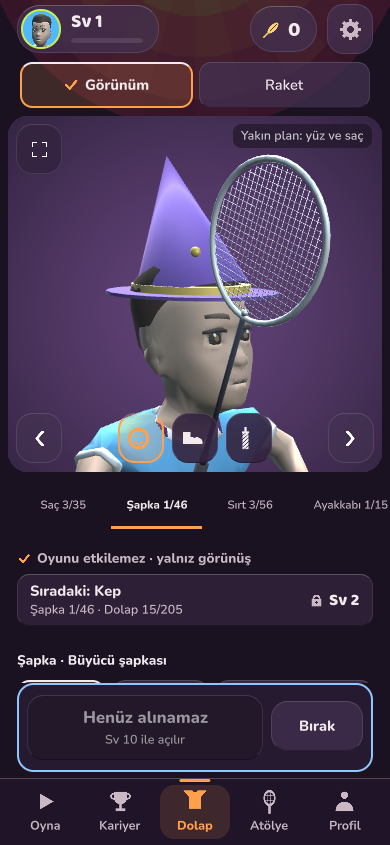 Sv 1
0
Görünüm
Raket
Yakın plan: yüz ve saç
Saç 3/35
Şapka 1/46
Sırt 3/56
Ayakkabı 1/15
Oyunu etkilemez · yalnız görünüş
Sıradaki: Kep
Şapka 1/46 · Dolap 15/205
Sv 2
Şapka · Büyücü şapkası
Henüz alınamaz
Sv 10 ile açılır
Bırak
Oyna
Kariyer
Dolap
Atölye
Profil